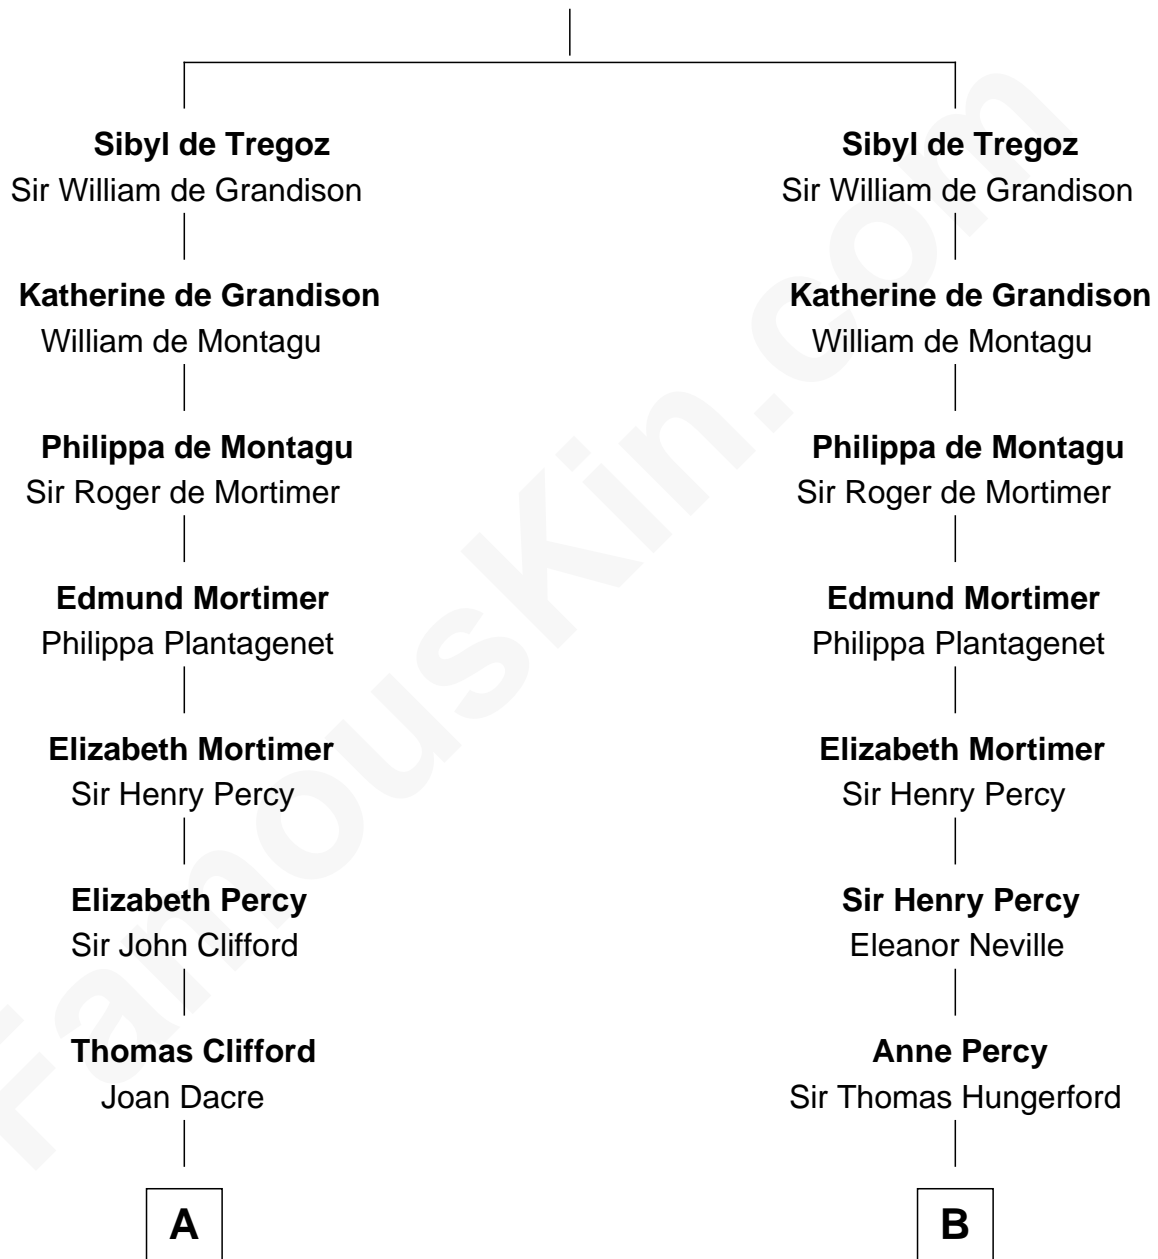 Sibyl de Tregoz
Sir William de Grandison
Katherine de Grandison
William de Montagu
Philippa de Montagu
Sir Roger de Mortimer
Edmund Mortimer
Philippa Plantagenet
Elizabeth Mortimer
Sir Henry Percy
Elizabeth Percy
Sir John Clifford
Thomas Clifford
Joan Dacre
A
Sibyl de Tregoz
Sir William de Grandison
Katherine de Grandison
William de Montagu
Philippa de Montagu
Sir Roger de Mortimer
Edmund Mortimer
Philippa Plantagenet
Elizabeth Mortimer
Sir Henry Percy
Sir Henry Percy
Eleanor Neville
Anne Percy
Sir Thomas Hungerford
B
FamousKin.com